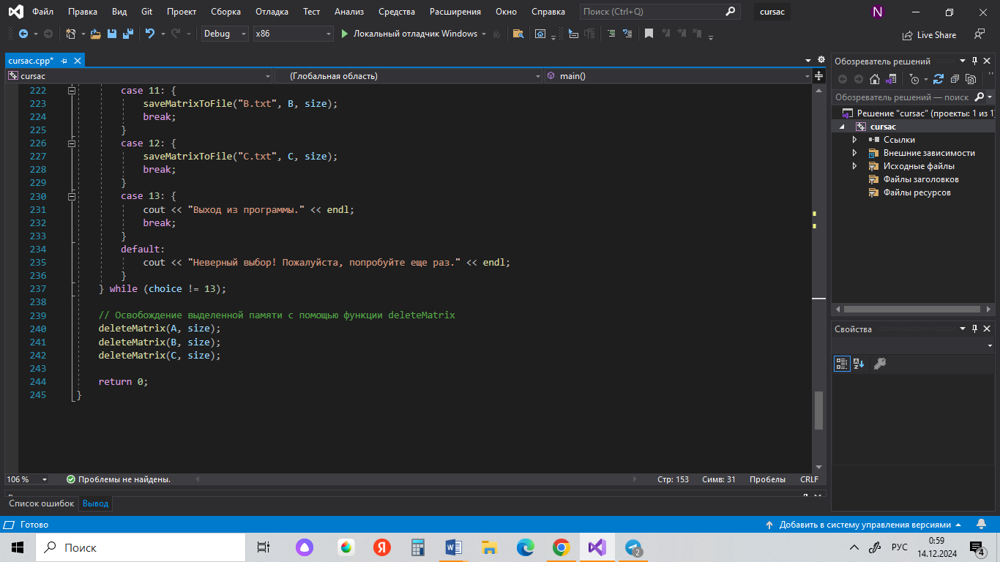 Файл Правка Вид Git Проект Сборка Отладка Тест Анализ Средства Расширения Окно Справка Поиск (Ctrl+Q) cursac N
Debug x86 Локальный отладчик Windows Live Share
cursac.cpp*
cursac (Глобальная область) main()
222 case 11: {
223 saveMatrixToFile("B.txt", B, size);
224 break;
225 }
226 case 12: {
227 saveMatrixToFile("C.txt", C, size);
228 break;
229 }
230 case 13: {
231 cout << "Выход из программы." << endl;
232 break;
233 }
234 default:
235 cout << "Неверный выбор! Пожалуйста, попробуйте еще раз." << endl;
236 }
237 } while (choice != 13);
238
239 // Освобождение выделенной памяти с помощью функции deleteMatrix
240 deleteMatrix(A, size);
241 deleteMatrix(B, size);
242 deleteMatrix(C, size);
243
244 return 0;
245 }
106 % Проблемы не найдены. Стр: 153 Симв: 31 Пробелы CRLF
Список ошибок Вывод
Обозреватель решений
Обозреватель решений — поиск
Решение "cursac" (проекты: 1 из 1)
cursac
Ссылки
Внешние зависимости
Исходные файлы
Файлы заголовков
Файлы ресурсов
Свойства
Готово Добавить в систему управления версиями
Поиск РУС 0:59
14.12.2024